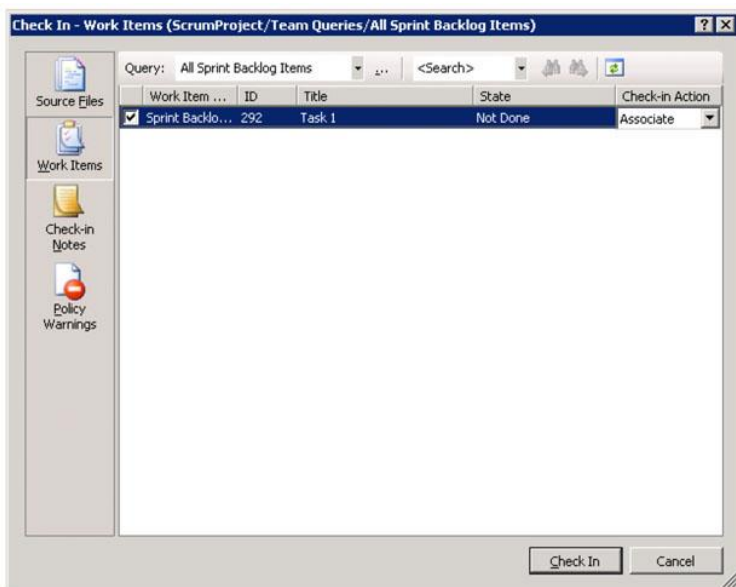 Check In - Work Items (ScrumProject/Team Queries/All Sprint Backlog Items)
Source Files
Work Items
Check-in
Notes
Policy
Warnings
Query: All Sprint Backlog Items ... <Search>
Work Item ... ID Title State Check-in Action
Sprint Backlo... 292 Task 1 Not Done Associate
Check In Cancel